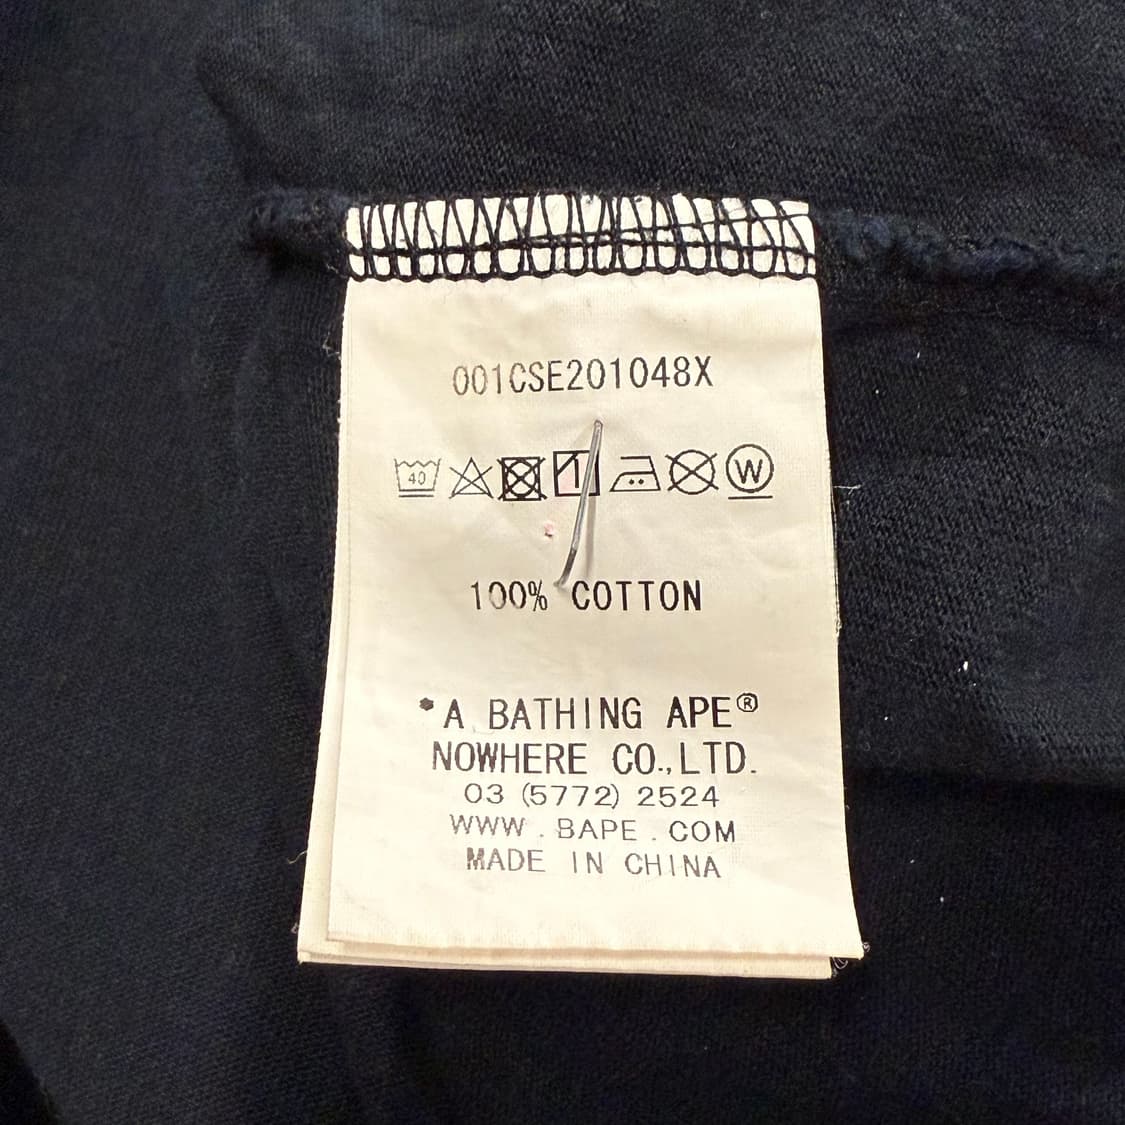 001CSE201048X
40 W
100% COTTON
*A BATHING APE®
NOWHERE CO.,LTD.
03 (5772) 2524
WWW.BAPE.COM
MADE IN CHINA